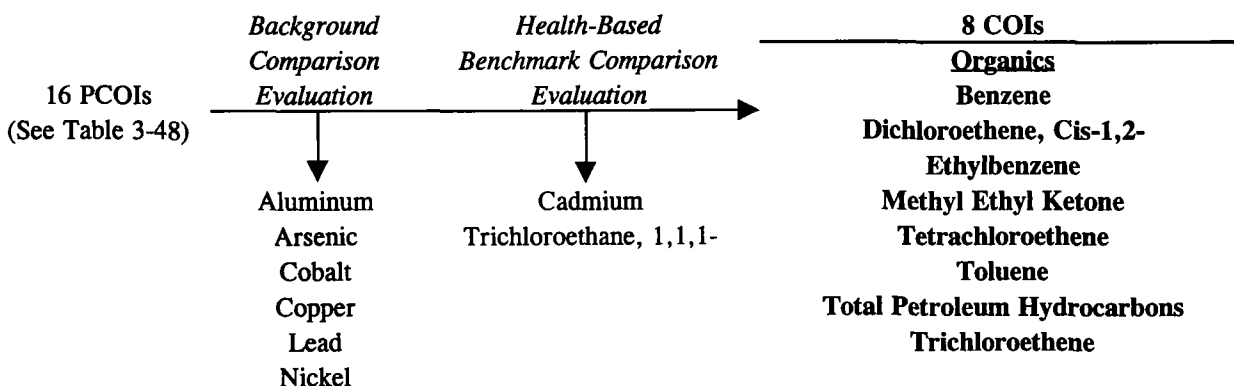 16 PCOIs
(See Table 3-48)
Background
Comparison
Evaluation
Aluminum
Arsenic
Cobalt
Copper
Lead
Nickel
Health-Based
Benchmark Comparison
Evaluation
Cadmium
Trichloroethane, 1,1,1-
8 COIs
Organics
Benzene
Dichloroethene, Cis-1,2-
Ethylbenzene
Methyl Ethyl Ketone
Tetrachloroethene
Toluene
Total Petroleum Hydrocarbons
Trichloroethene